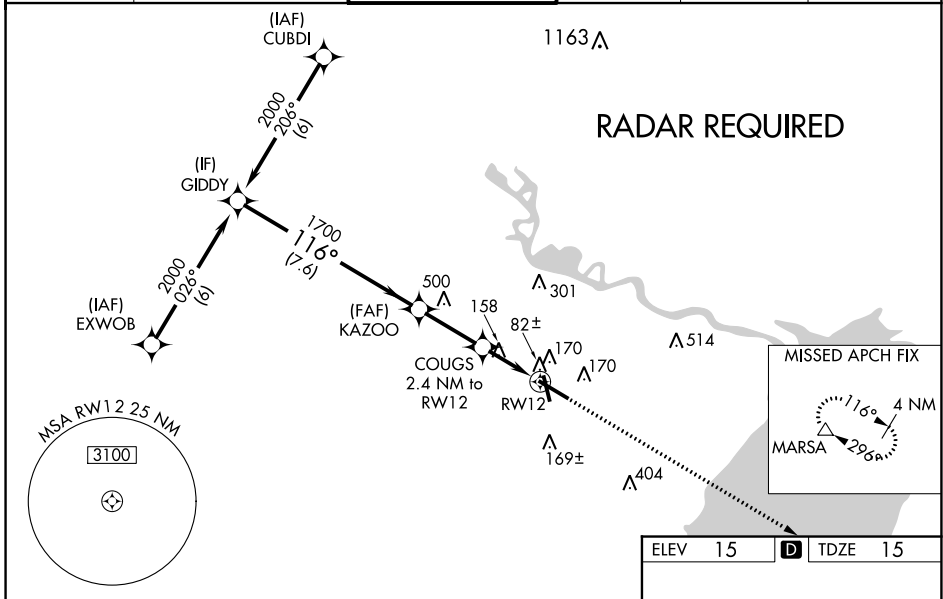 (IAF)
CUBDI
1163
2000
206°
(6)
RADAR REQUIRED
(IF)
GIDDY
1700
116°
(7.6)
2000
026°
(6)
(IAF)
EXWOB
500
(FAF)
KAZOO
158
82±
301
170
170
514
COUGS
2.4 NM to
RW12
RW12
169±
404
MISSED APCH FIX
116°
4 NM
MARSA
296°
MSA RW12 25 NM
3100
ELEV 15 D TDZE 15